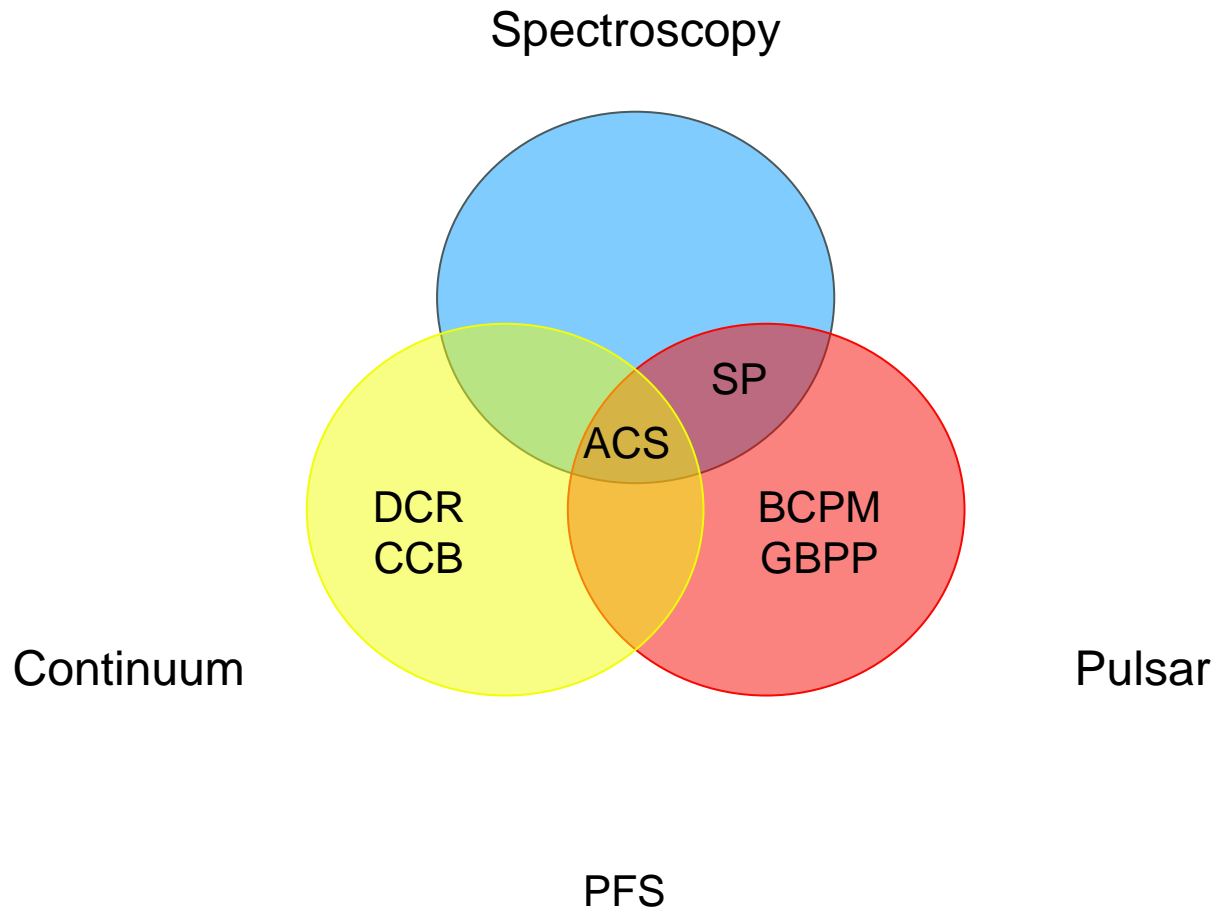 Spectroscopy
SP
ACS
DCR
CCB
BCPM
GBPP
Continuum
Pulsar
PFS